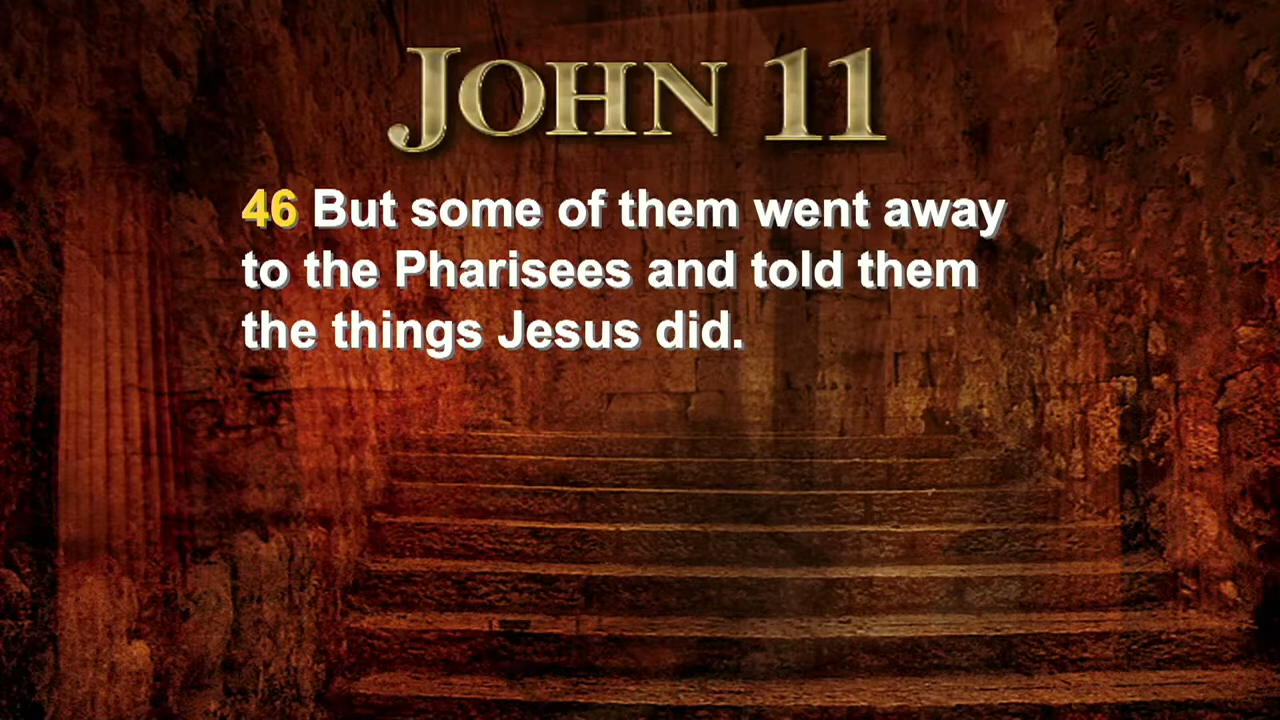 JOHN 11
46 But some of them went away
to the Pharisees and told them
the things Jesus did.